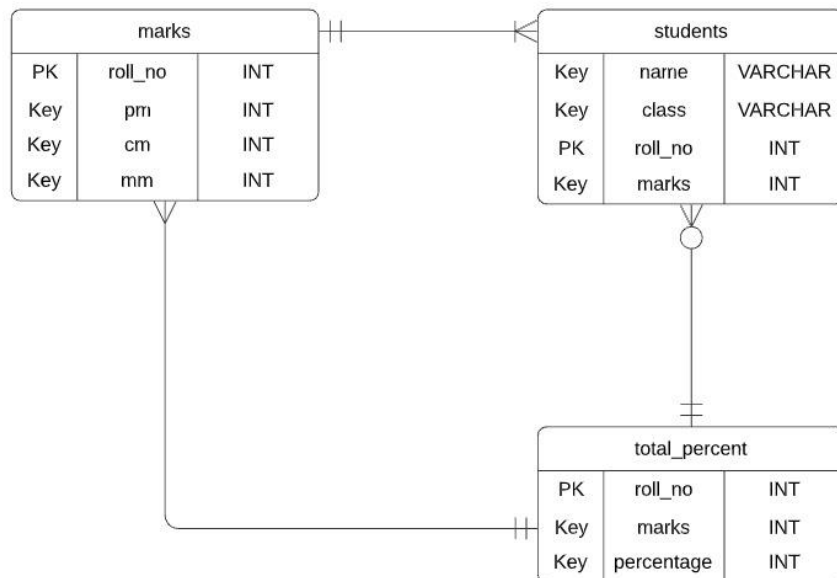 marks
PK roll_no INT
Key pm INT
Key cm INT
Key mm INT
students
Key name VARCHAR
Key class VARCHAR
PK roll_no INT
Key marks INT
total_percent
PK roll_no INT
Key marks INT
Key percentage INT